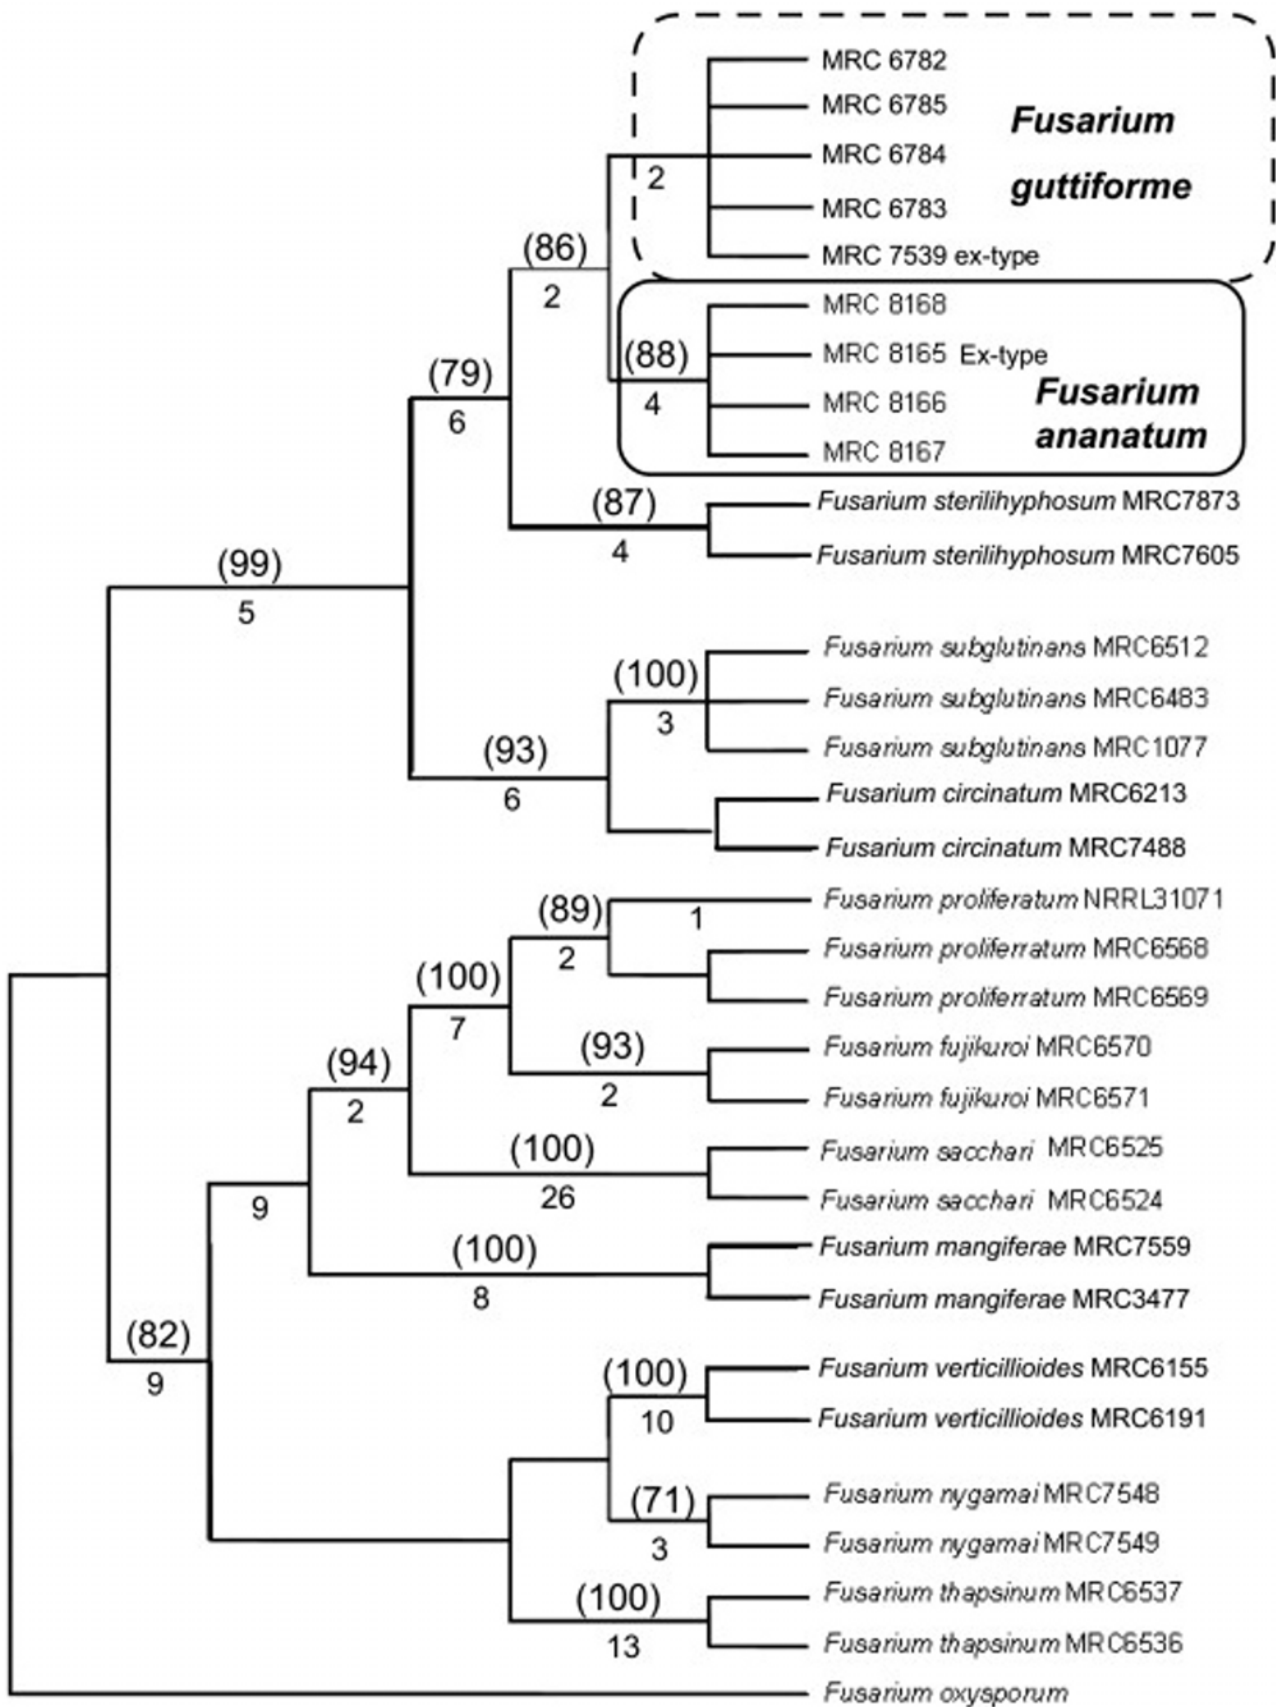 MRC 6782
MRC 6785
Fusarium
MRC 6784
2
guttiforme
MRC 6783
(86)
MRC 7539 ex-type
2
MRC 8168
(88)
MRC 8165 Ex-type
(79)
4
MRC 8166
Fusarium
6
ananatum
MRC 8167
(87)
Fusarium sterilihyphosum MRC7873
4
Fusarium sterilihyphosum MRC7605
(99)
5
Fusarium subglutinans MRC6512
(100)
Fusarium subglutinans MRC6483
3
(93)
Fusarium subglutinans MRC1077
6
Fusarium circinatum MRC6213
Fusarium circinatum MRC7488
(89)
Fusarium proliferatum NRRL31071
1
2
Fusarium proliferratum MRC6568
(100)
Fusarium proliferratum MRC6569
7
(93)
Fusarium fujikuroi MRC6570
(94)
2
Fusarium fujikuroi MRC6571
2
(100)
Fusarium sacchari MRC6525
26
Fusarium sacchari MRC6524
9
(100)
Fusarium mangiferae MRC7559
8
Fusarium mangiferae MRC3477
(82)
9
(100)
Fusarium verticillioides MRC6155
10
Fusarium verticillioides MRC6191
(71)
Fusarium nygamai MRC7548
3
Fusarium nygamai MRC7549
(100)
Fusarium thapsinum MRC6537
13
Fusarium thapsinum MRC6536
Fusarium oxysporum